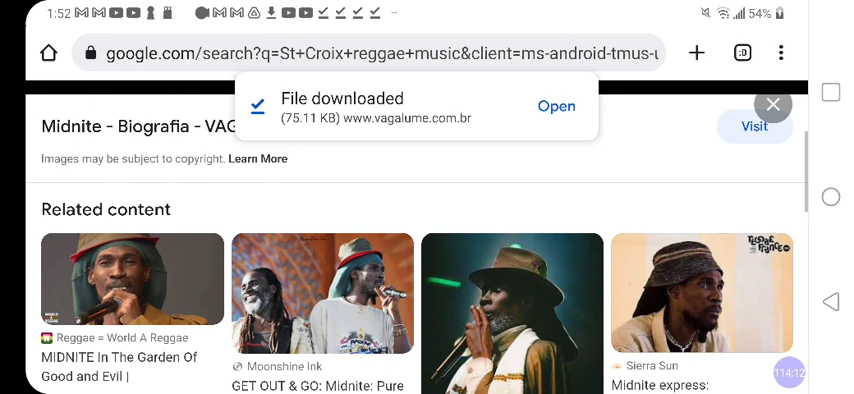 1:52
54%
google.com/search?q=St+Croix+reggae+music&client=ms-android-tmus-u
:D
File downloaded
(75.11 KB) www.vagalume.com.br
Open
Midnite - Biografia - VAG
Visit
Images may be subject to copyright. Learn More
Related content
Reggae = World A Reggae
MIDNITE In The Garden Of
Good and Evil |
Moonshine Ink
GET OUT & GO: Midnite: Pure
Sierra Sun
Midnite express:
114:12